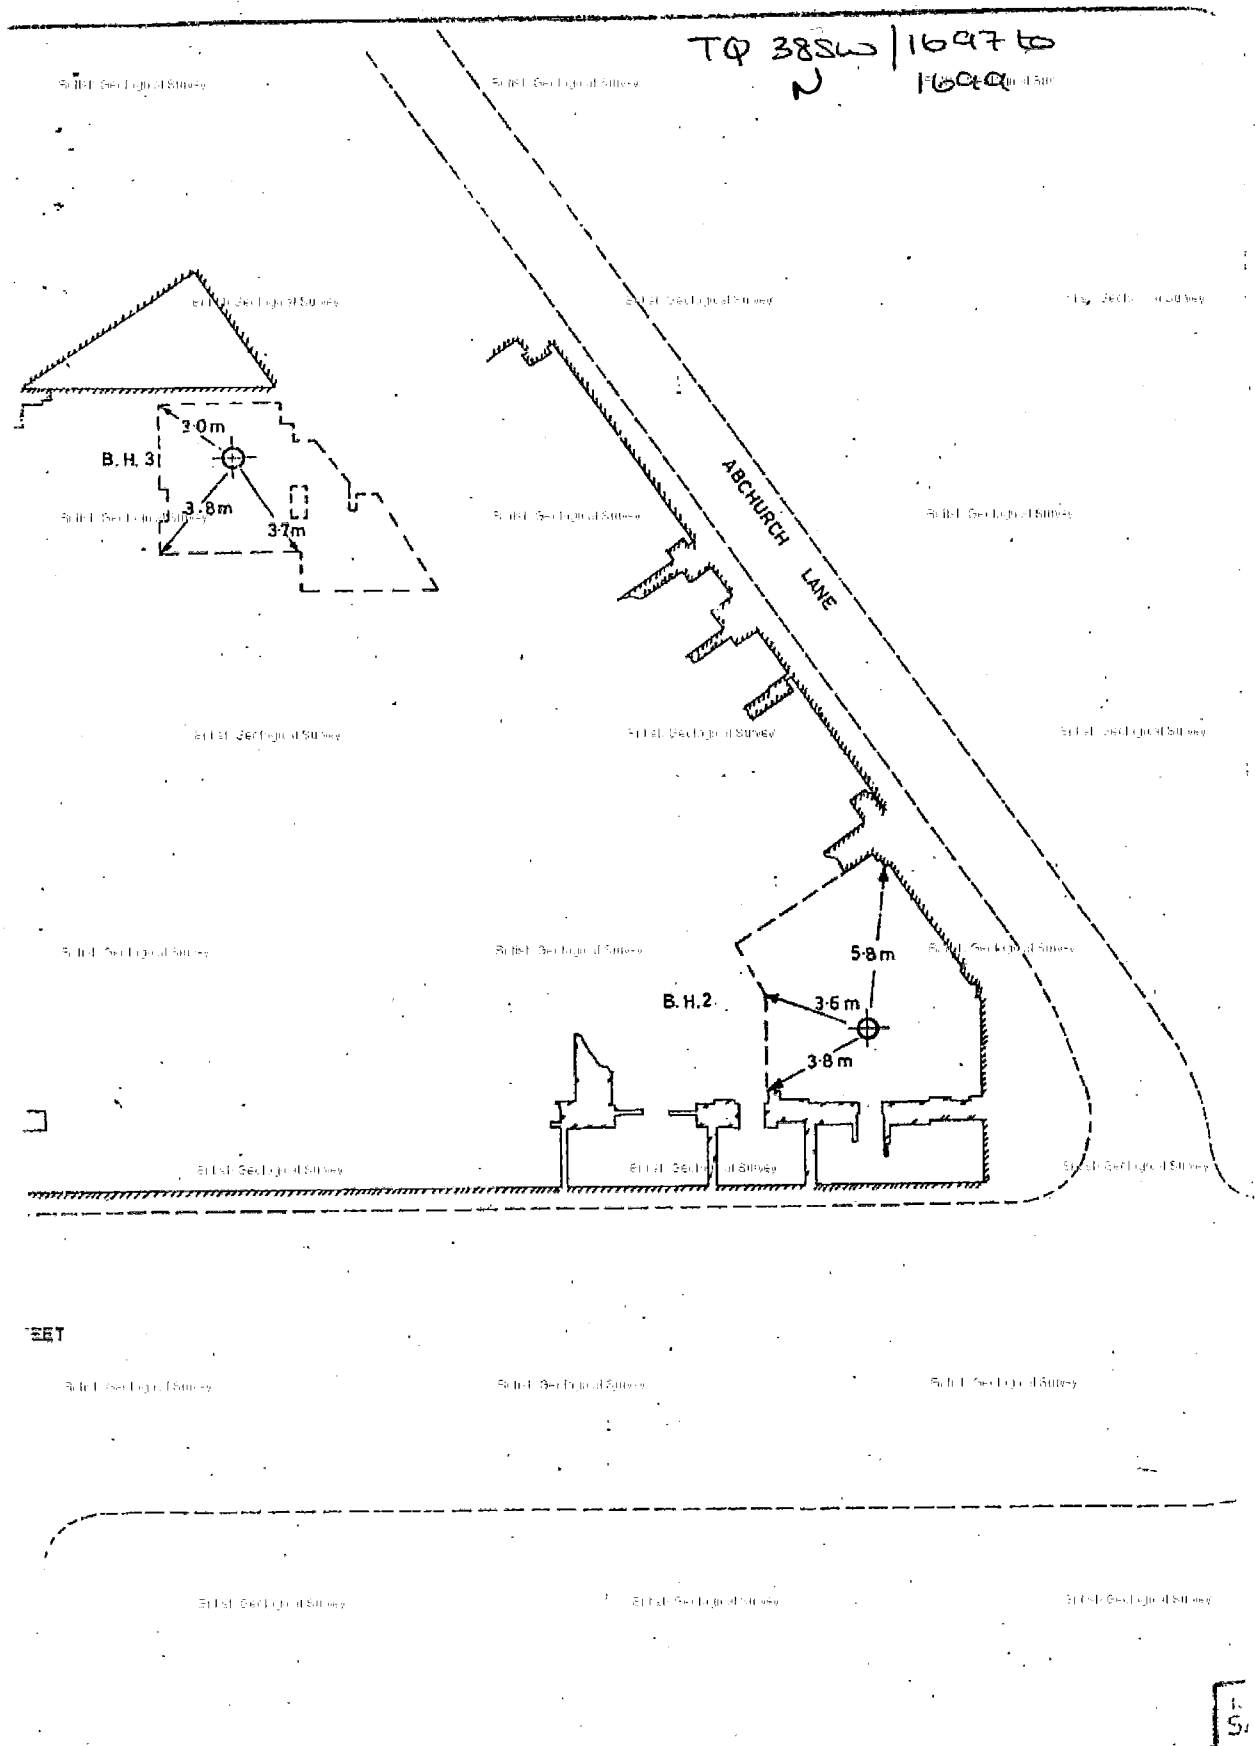 TQ 38SW/1697 to
N 1699
British Geological Survey
3·0m
B.H.3
3.8m
3·7m
ABCHURCH
LANE
5·8m
B.H.2
3·6m
3·8m
EET